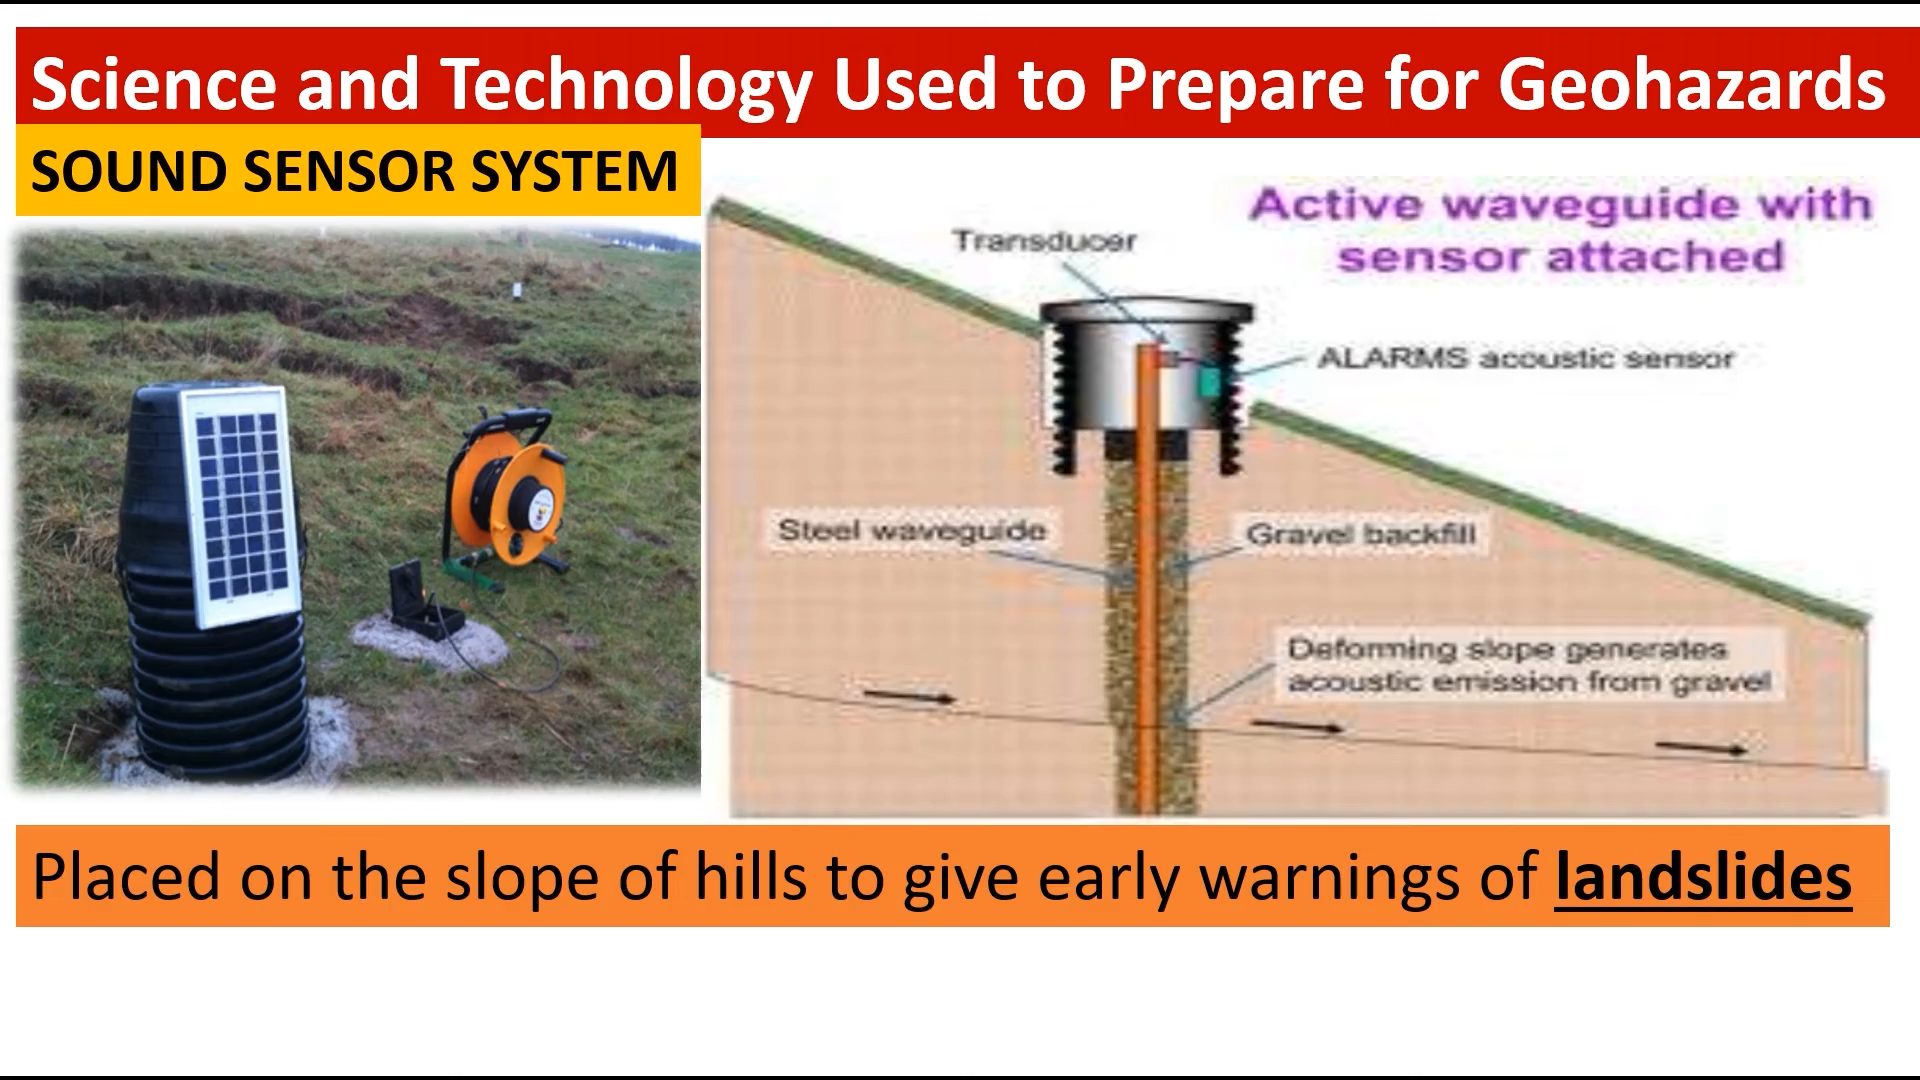 Science and Technology Used to Prepare for Geohazards
SOUND SENSOR SYSTEM
Active waveguide with
sensor attached
Transducer
ALARMS acoustic sensor
Steel waveguide
Gravel backfill
Deforming slope generates
acoustic emission from gravel
Placed on the slope of hills to give early warnings of landslides